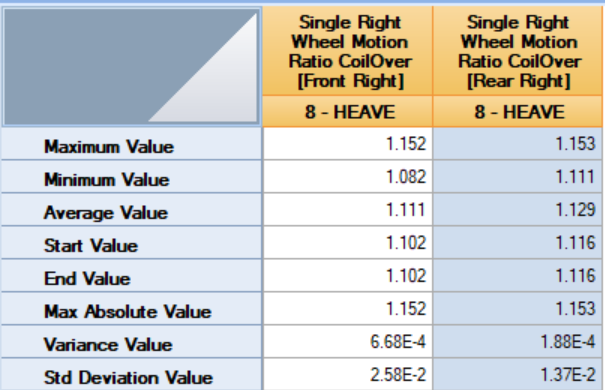 Single Right Wheel Motion Ratio CoilOver [Front Right] Single Right Wheel Motion Ratio CoilOver [Rear Right]
8 - HEAVE 8 - HEAVE
Maximum Value 1.152 1.153
Minimum Value 1.082 1.111
Average Value 1.111 1.129
Start Value 1.102 1.116
End Value 1.102 1.116
Max Absolute Value 1.152 1.153
Variance Value 6.68E-4 1.88E-4
Std Deviation Value 2.58E-2 1.37E-2